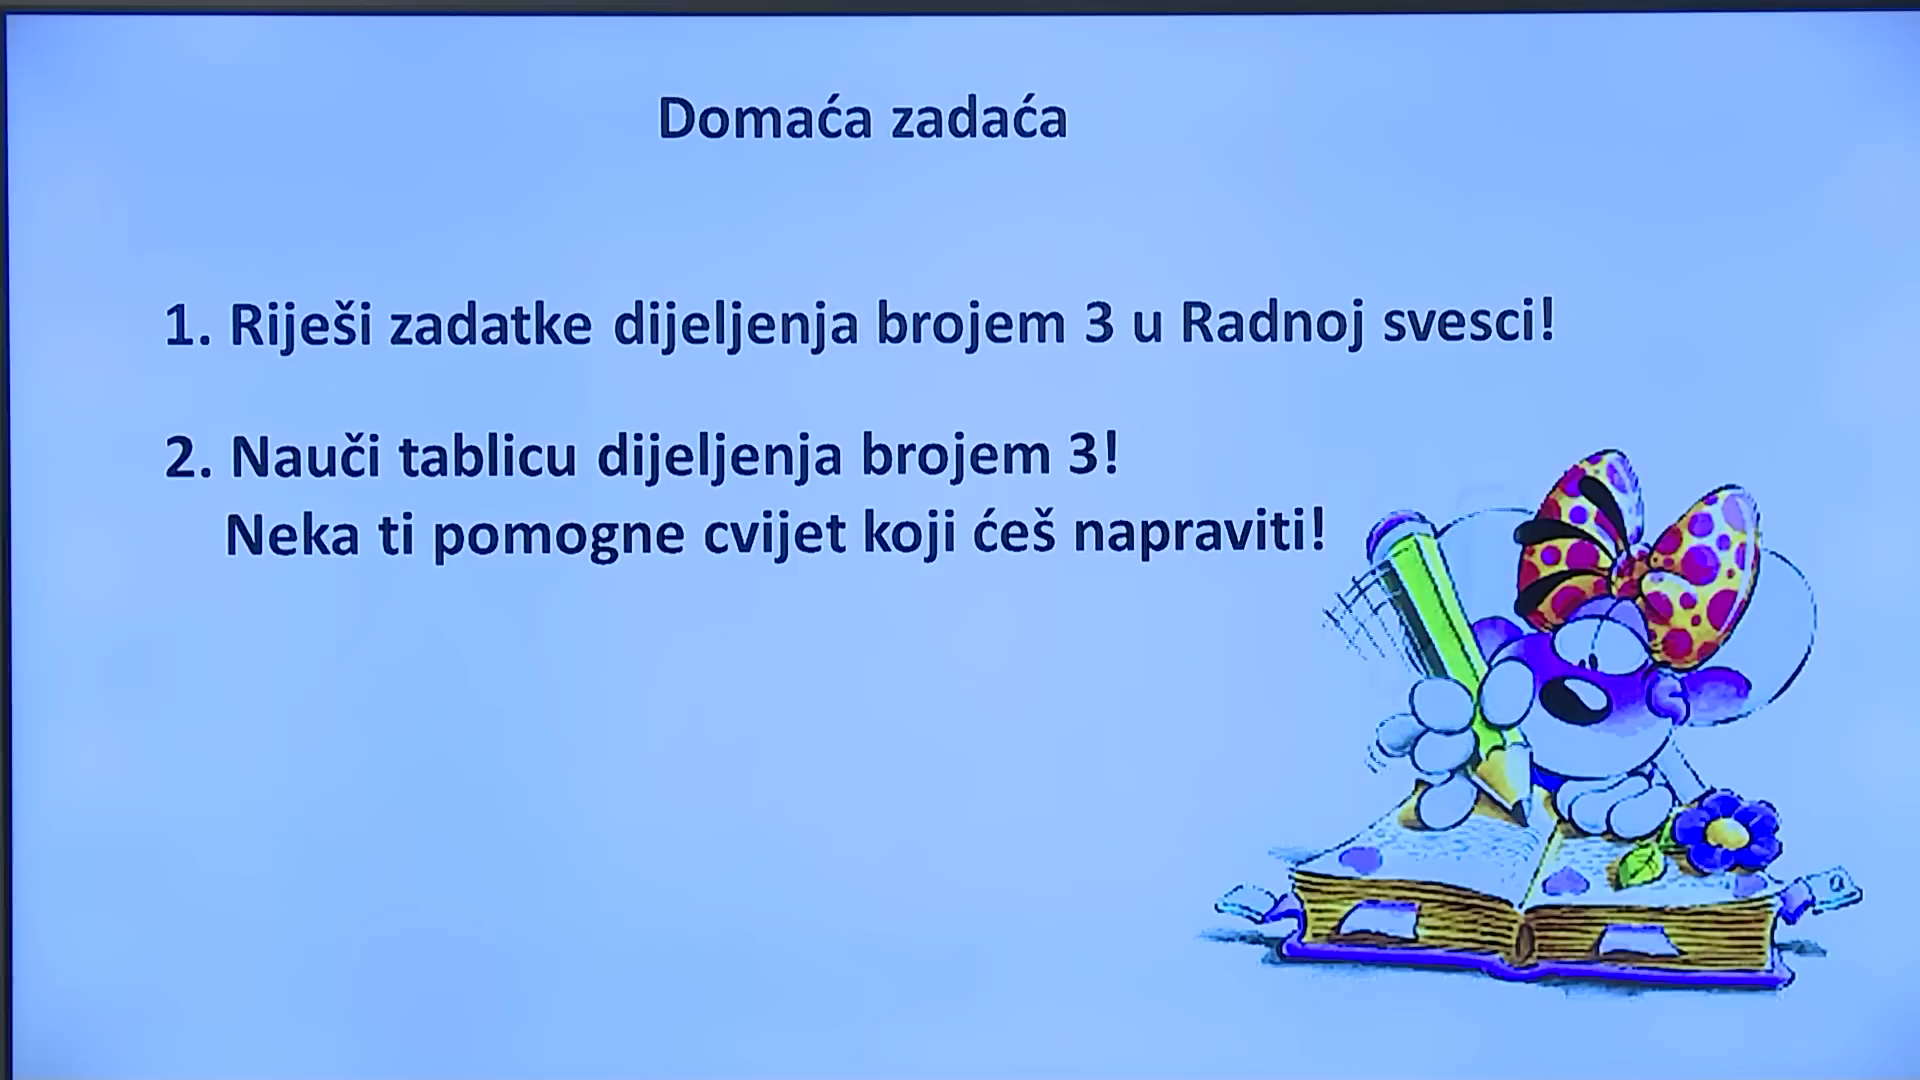 Domaća zadaća
1. Riješi zadatke dijeljenja brojem 3 u Radnoj svesci!
2. Nauči tablicu dijeljenja brojem 3!
Neka ti pomogne cvijet koji ćeš napraviti!